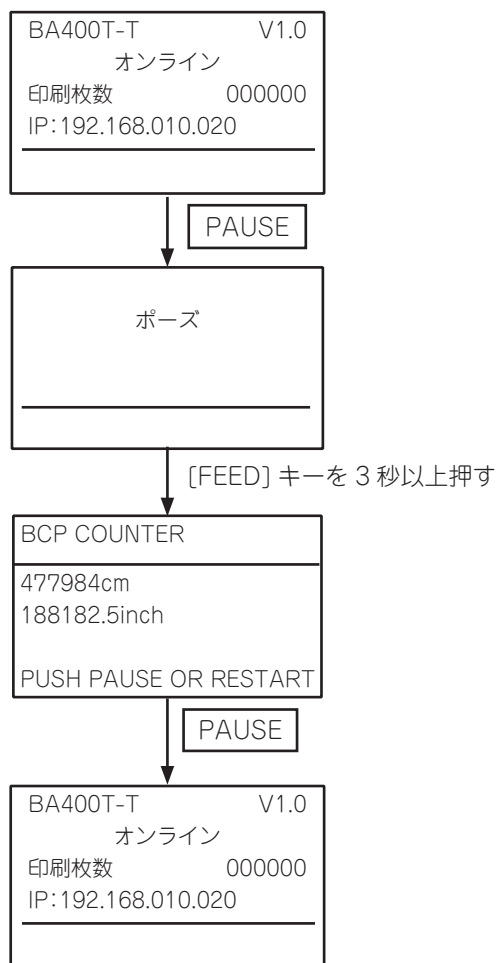 BA400T-T V1.0
オンライン
印刷枚数 000000
IP:192.168.010.020
PAUSE
ポーズ
[FEED] キーを 3 秒以上押す
BCP COUNTER
477984cm
188182.5inch
PUSH PAUSE OR RESTART
PAUSE
BA400T-T V1.0
オンライン
印刷枚数 000000
IP:192.168.010.020